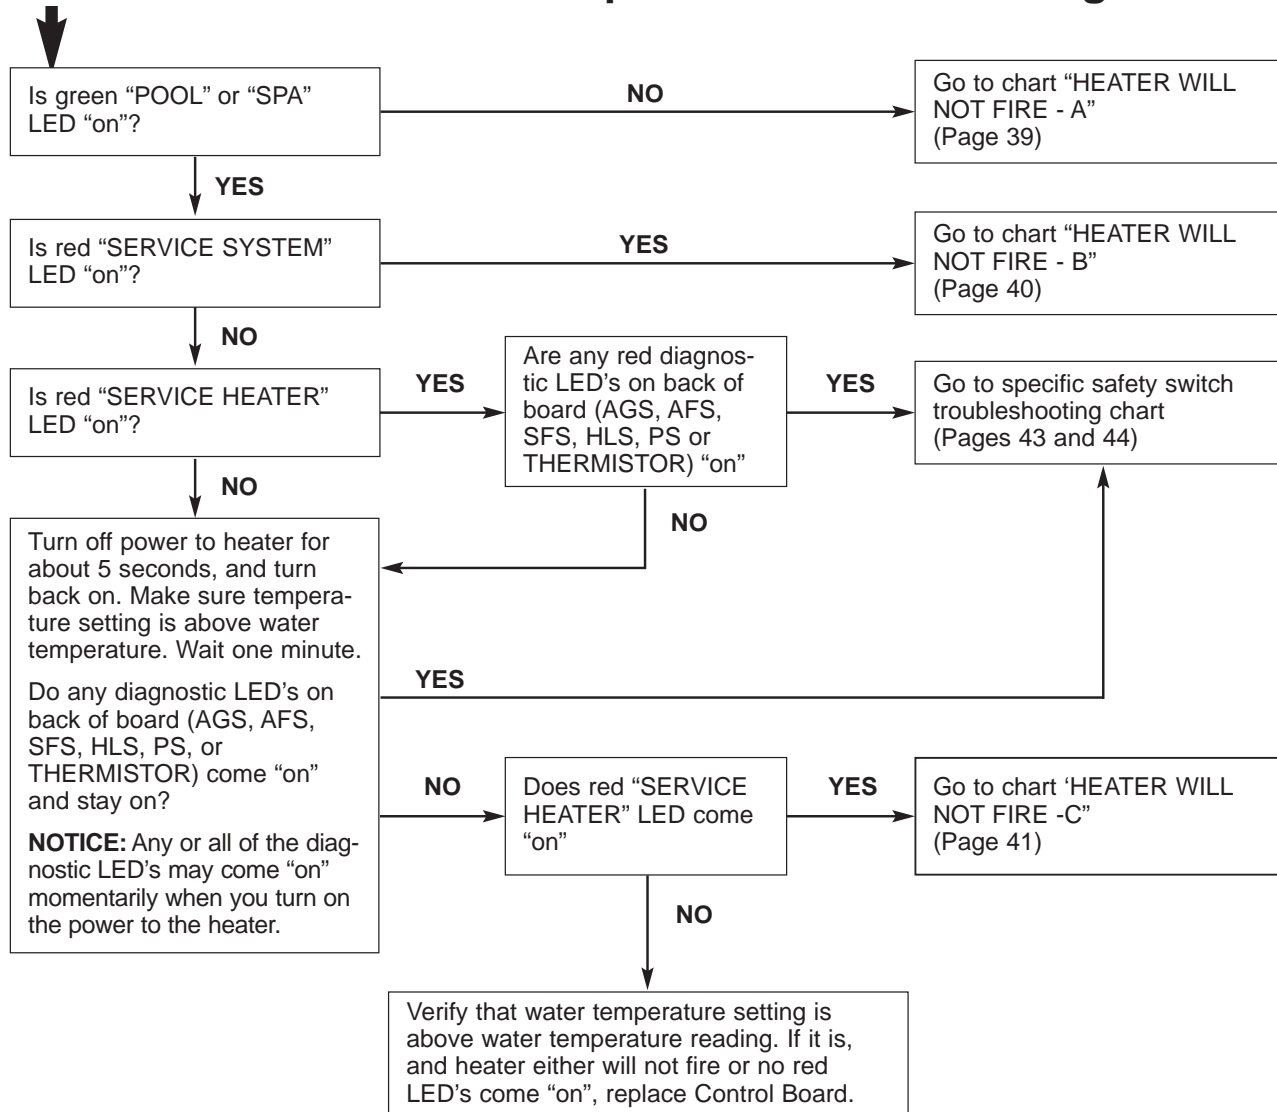 Is green “POOL” or “SPA”
LED “on”?
NO
Go to chart “HEATER WILL
NOT FIRE - A”
(Page 39)
YES
Is red “SERVICE SYSTEM”
LED “on”?
YES
Go to chart “HEATER WILL
NOT FIRE - B”
(Page 40)
NO
Is red “SERVICE HEATER”
LED “on”?
YES
Are any red diagnos-
tic LED’s on back of
board (AGS, AFS,
SFS, HLS, PS or
THERMISTOR) “on”
YES
Go to specific safety switch
troubleshooting chart
(Pages 43 and 44)
NO
NO
Turn off power to heater for
about 5 seconds, and turn
back on. Make sure tempera-
ture setting is above water
temperature. Wait one minute.
Do any diagnostic LED’s on
back of board (AGS, AFS,
SFS, HLS, PS, or
THERMISTOR) come “on”
and stay on?
NOTICE: Any or all of the diag-
nostic LED’s may come “on”
momentarily when you turn on
the power to the heater.
YES
NO
Does red “SERVICE
HEATER” LED come
“on”
YES
Go to chart ‘HEATER WILL
NOT FIRE -C”
(Page 41)
NO
Verify that water temperature setting is
above water temperature reading. If it is,
and heater either will not fire or no red
LED’s come “on”, replace Control Board.